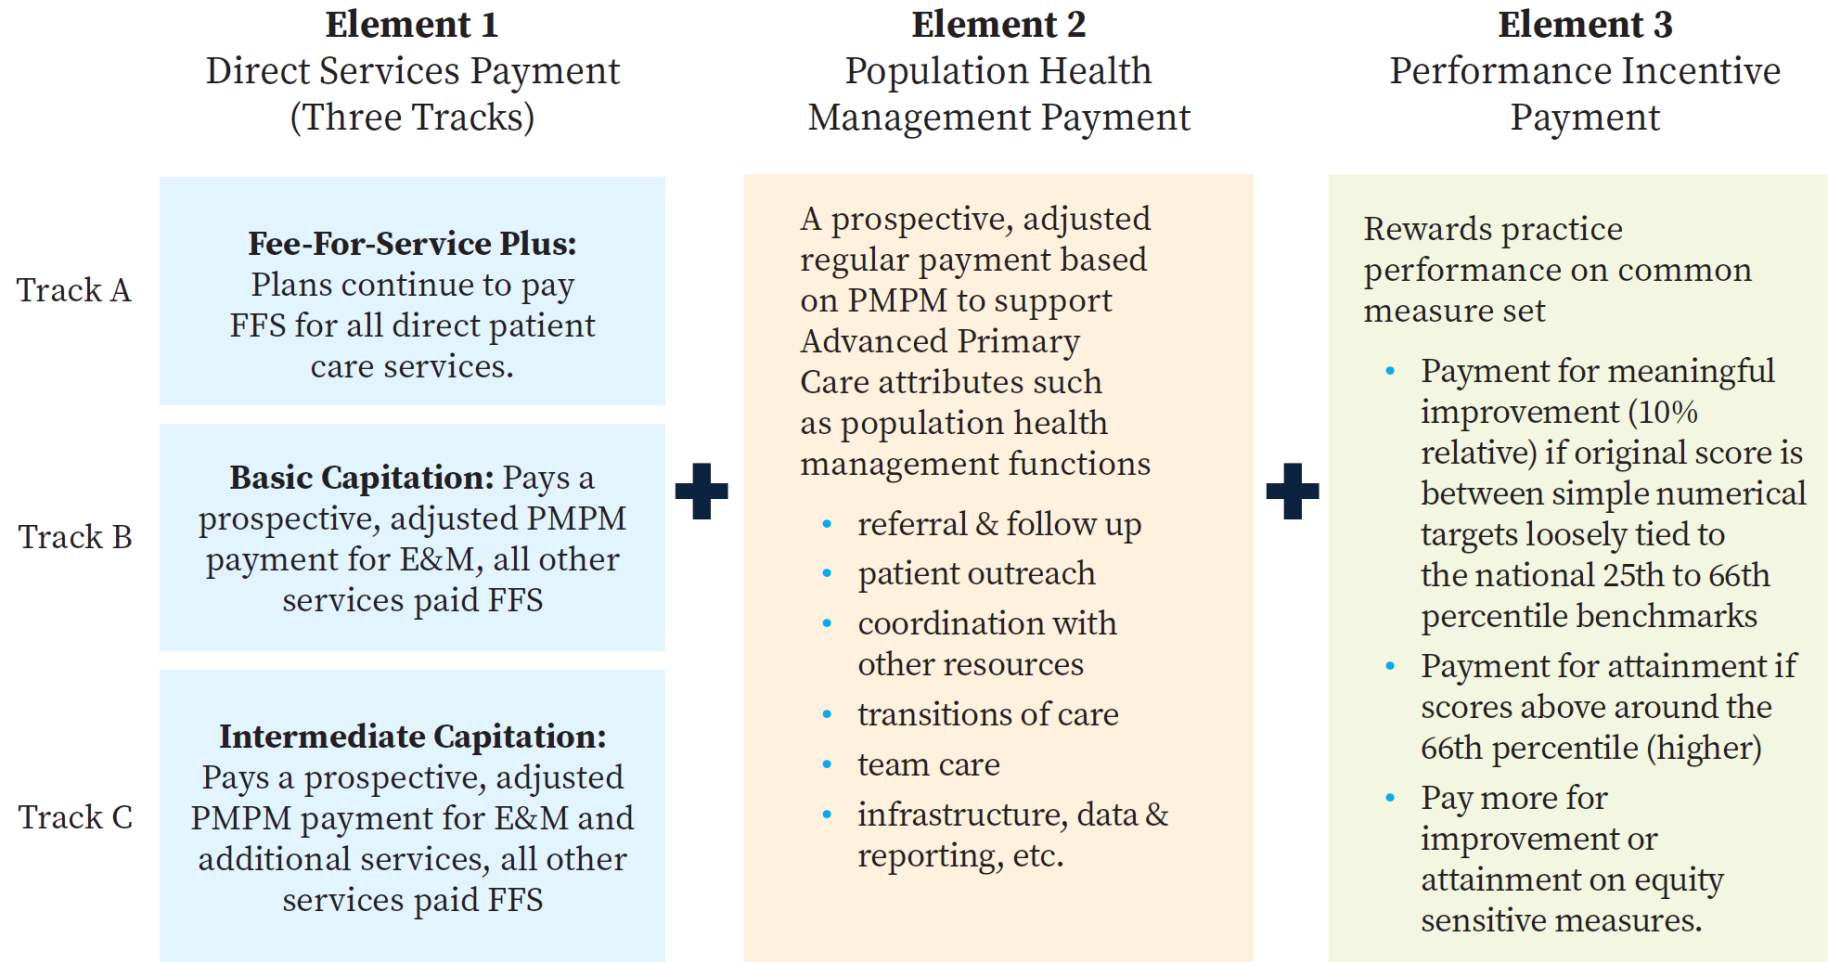 Element 1
Direct Services Payment
(Three Tracks)
Element 2
Population Health
Management Payment
Element 3
Performance Incentive
Payment
Track A
Fee-For-Service Plus:
Plans continue to pay
FFS for all direct patient
care services.
Track B
Basic Capitation: Pays a
prospective, adjusted PMPM
payment for E&M, all other
services paid FFS
Track C
Intermediate Capitation:
Pays a prospective, adjusted
PMPM payment for E&M and
additional services, all other
services paid FFS
A prospective, adjusted
regular payment based
on PMPM to support
Advanced Primary
Care attributes such
as population health
management functions
• referral & follow up
• patient outreach
• coordination with
other resources
• transitions of care
• team care
• infrastructure, data &
reporting, etc.
Rewards practice
performance on common
measure set
• Payment for meaningful
improvement (10%
relative) if original score is
between simple numerical
targets loosely tied to
the national 25th to 66th
percentile benchmarks
• Payment for attainment if
scores above around the
66th percentile (higher)
• Pay more for
improvement or
attainment on equity
sensitive measures.